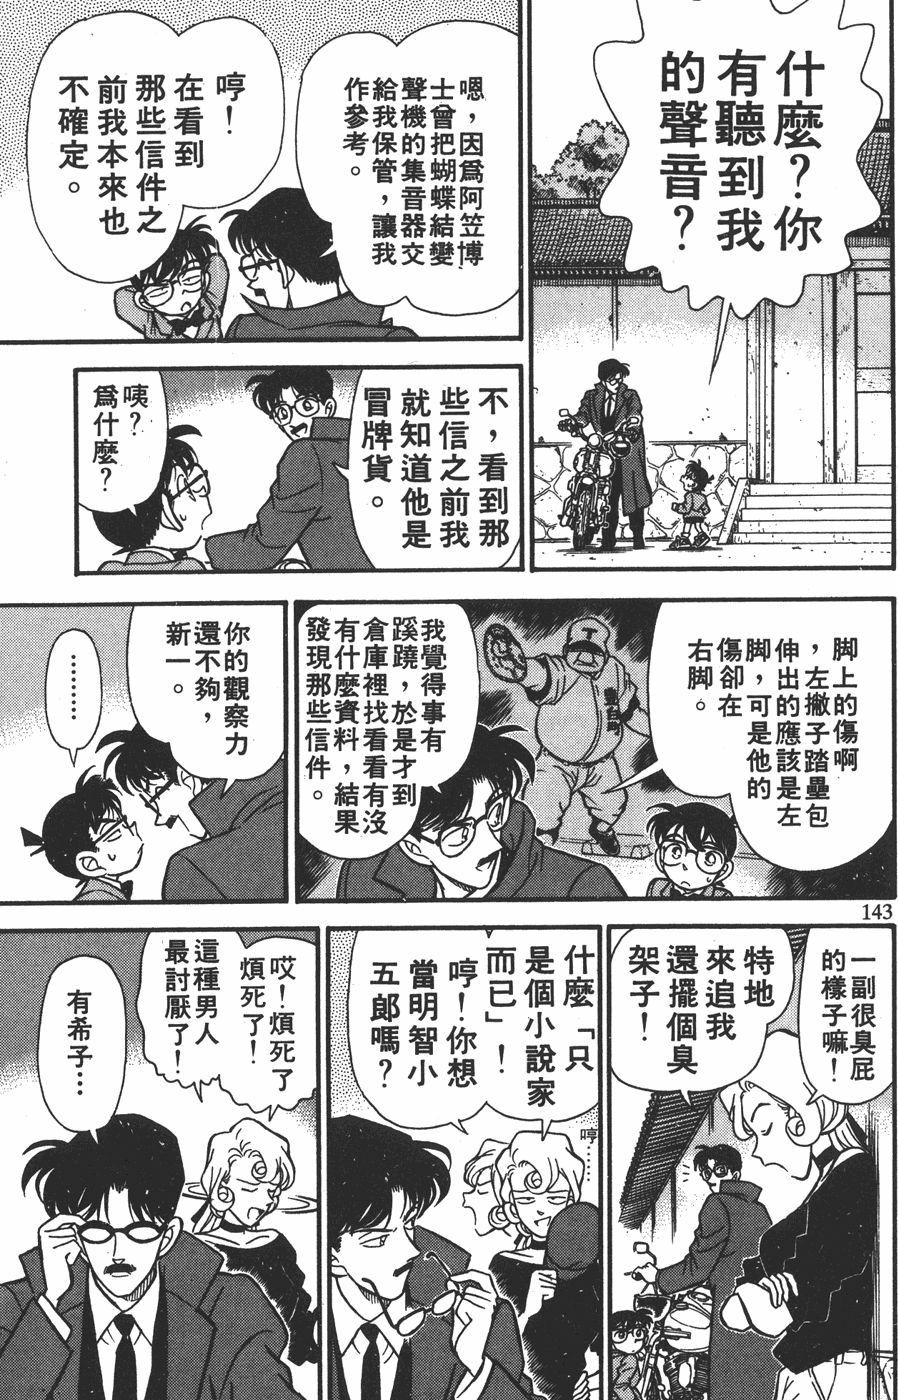 什麼？你
有聽到我
的聲音？
嗯，因為阿笠博
士曾把蝴蝶結變
聲機的集音器交
給我保管，讓我
作參考。
哼！
在看到
那些信件之
前我本來也
不確定。
不，看到那
些信之前我
就知道他是
冒牌貨。
咦？
為什麼？
脚上的傷啊
，左撇子踏壘包
伸出的應該是左
脚，可是他的
傷卻在
右脚。
T
我覺得事有
蹊蹺，於是才到
倉庫裡找看有沒
有什麼資料，結果
發現那些信件。
你的觀察力
還不夠，
新一。
………
143
一副很臭屁
的樣子嘛！
特地
來追我
還擺個臭
架子！
什麼「只
是個小說家
而已」！
哼！你想
當明智小
五郎嗎？
哼……
哎！煩死了
煩死了！
這種男人
最討厭了！
有希子…